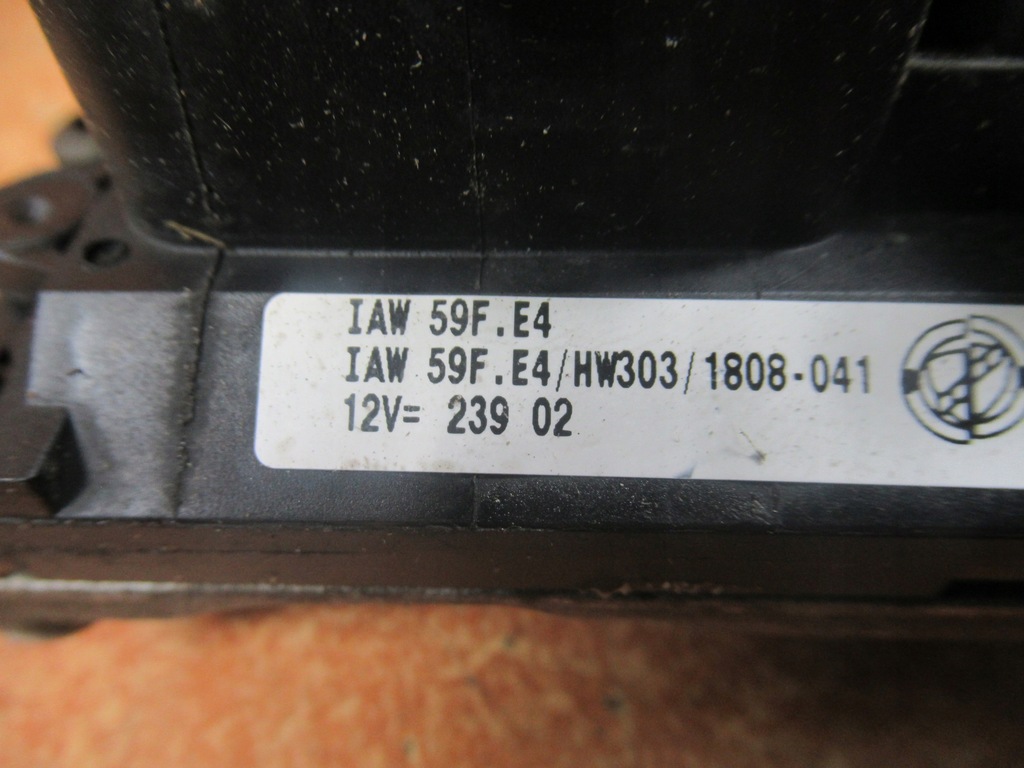 IAW 59F.E4
IAW 59F.E4/HW303/1808-041
12V= 239 02